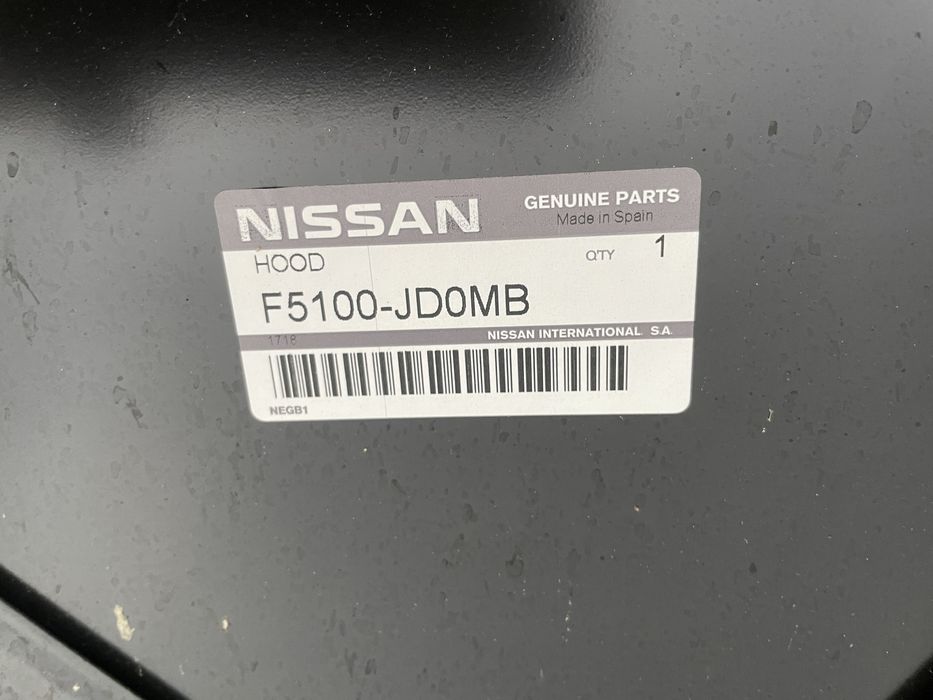 NISSAN
GENUINE PARTS
Made in Spain
HOOD
Q'TY 1
F5100-JD0MB
1718
NISSAN INTERNATIONAL S.A.
NEGB1